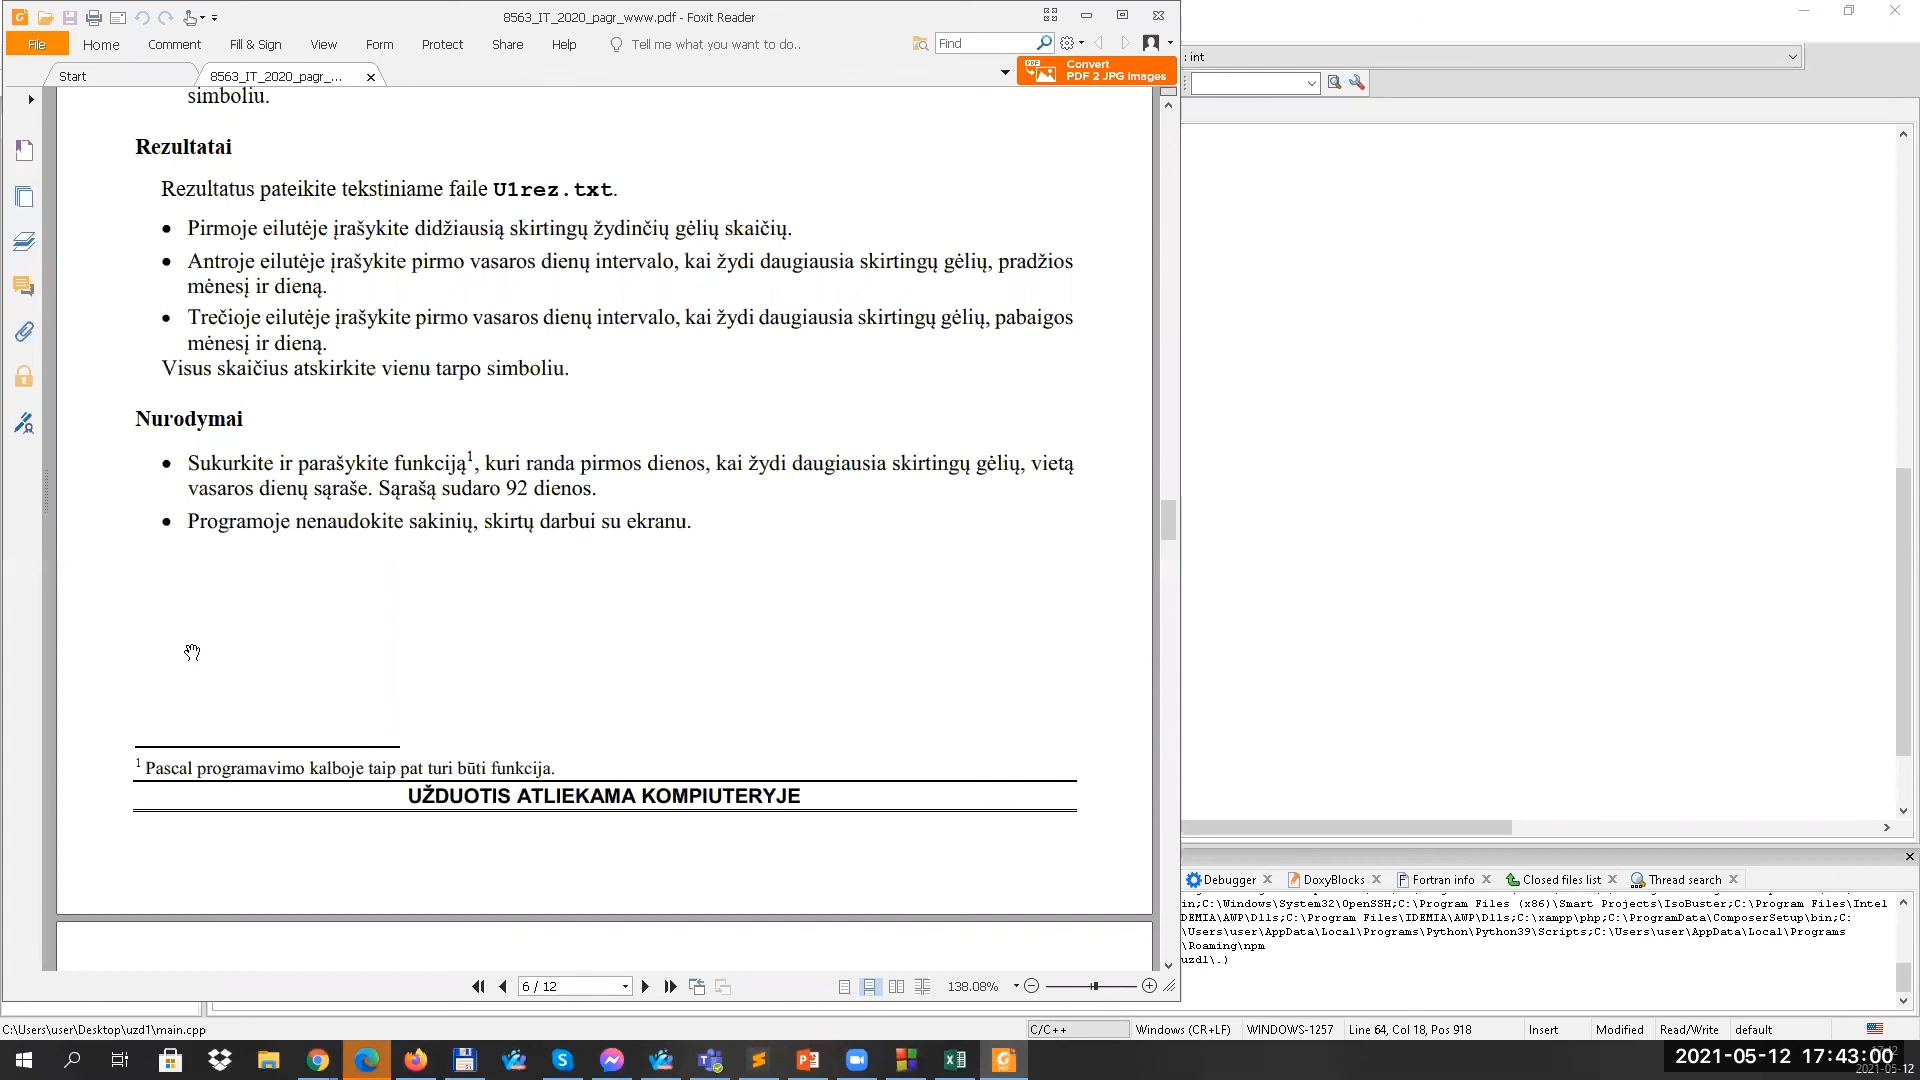 8563_IT_2020_pagr_www.pdf - Foxit Reader
File Home Comment Fill & Sign View Form Protect Share Help Tell me what you want to do.. Find
: int
Start 8563_IT_2020_pagr_...
Convert
PDF 2 JPG Images
simboliu.
Rezultatai
Rezultatus pateikite tekstiniame faile U1rez.txt.
• Pirmoje eilutėje įrašykite didžiausią skirtingų žydinčių gėlių skaičių.
• Antroje eilutėje įrašykite pirmo vasaros dienų intervalo, kai žydi daugiausia skirtingų gėlių, pradžios
mėnesį ir dieną.
• Trečioje eilutėje įrašykite pirmo vasaros dienų intervalo, kai žydi daugiausia skirtingų gėlių, pabaigos
mėnesį ir dieną.
Visus skaičius atskirkite vienu tarpo simboliu.
Nurodymai
• Sukurkite ir parašykite funkciją1, kuri randa pirmos dienos, kai žydi daugiausia skirtingų gėlių, vietą
vasaros dienų sąraše. Sąrašą sudaro 92 dienos.
• Programoje nenaudokite sakinių, skirtų darbui su ekranu.
1 Pascal programavimo kalboje taip pat turi būti funkcija.
UŽDUOTIS ATLIEKAMA KOMPIUTERYJE
6 / 12 138.08%
Debugger DoxyBlocks Fortran info Closed files list Thread search
in;C:\Windows\System32\OpenSSH;C:\Program Files (x86)\Smart Projects\IsoBuster;C:\Program Files\Intel
DEMIA\AWP\Dlls;C:\Program Files\IDEMIA\AWP\Dlls;C:\xampp\php;C:\ProgramData\ComposerSetup\bin;C:
\Users\user\AppData\Local\Programs\Python\Python39\Scripts;C:\Users\user\AppData\Local\Programs
\Roaming\npm
uzd1\.)
C:\Users\user\Desktop\uzd1\main.cpp C/C++ Windows (CR+LF) WINDOWS-1257 Line 64, Col 18, Pos 918 Insert Modified Read/Write default
2021-05-12 17:43:00
2021-05-12